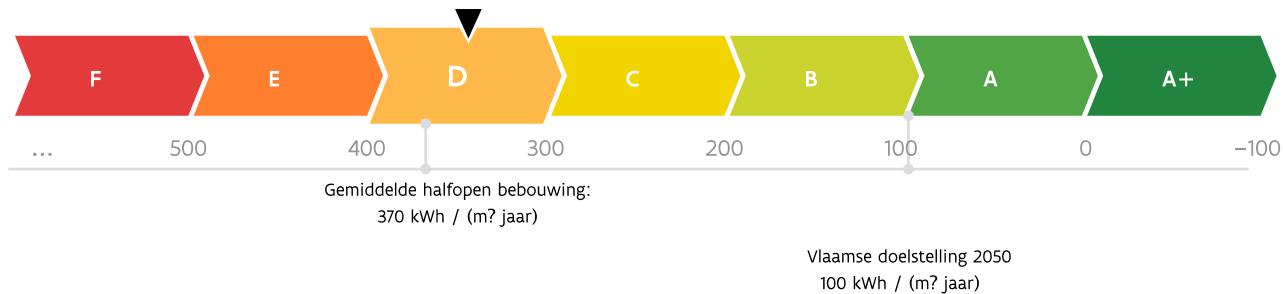 F E D C B A A+
... 500 400 300 200 100 0 –100
Gemiddelde halfopen bebouwing:
370 kWh / (m? jaar)
Vlaamse doelstelling 2050
100 kWh / (m? jaar)